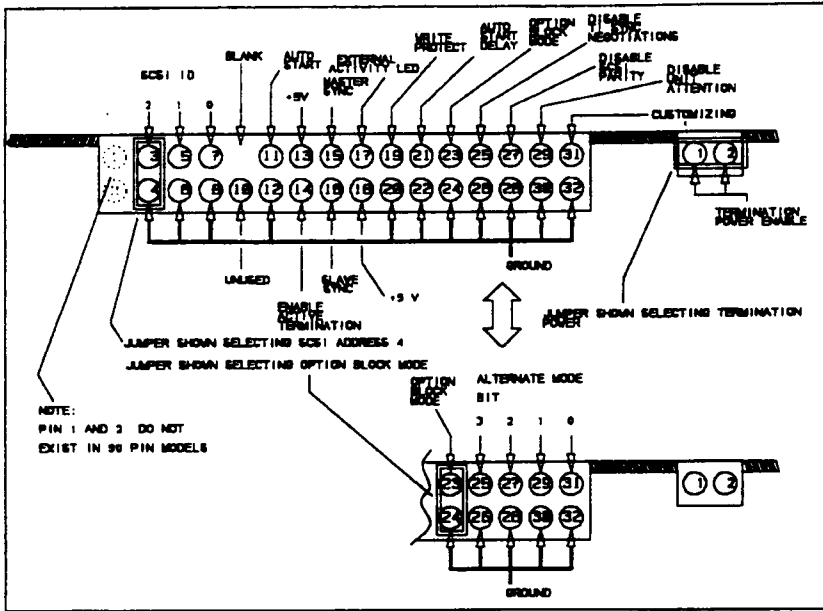 SCSI ID
2 1 0
BLANK
AUTO START
+5V
EXTERNAL ACTIVITY LED
MASTER SYNC
WRITE PROTECT
AUTO START DELAY
OPTION BLOCK MODE
DISABLE T.I. SYNC NEGOTIATIONS
DISABLE SCSI PARITY
DISABLE UNIT ATTENTION
CUSTOMIZING
3 5 7 11 13 15 17 19 21 23 25 27 29 31
4 6 8 10 12 14 16 18 20 22 24 26 28 30 32
1 2
TERMINATION POWER ENABLE
UNUSED
ENABLE ACTIVE TERMINATION
SLAVE SYNC
+5 V
GROUND
JUMPER SHOWN SELECTING TERMINATION POWER
JUMPER SHOWN SELECTING SCSI ADDRESS 4
JUMPER SHOWN SELECTING OPTION BLOCK MODE
NOTE:
PIN 1 AND 2 DO NOT
EXIST IN 90 PIN MODELS
OPTION BLOCK MODE
ALTERNATE MODE
BIT
3 2 1 0
23 25 27 29 31
24 26 28 30 32
1 2
GROUND